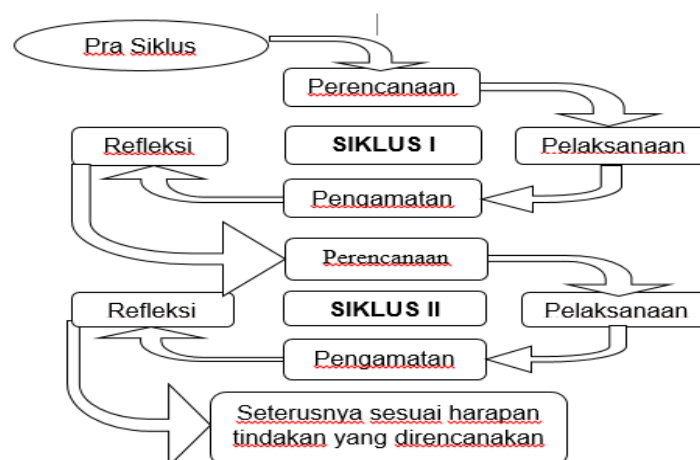 Pra Siklus
Perencanaan
Refleksi
SIKLUS I
Pelaksanaan
Pengamatan
Perencanaan
Refleksi
SIKLUS II
Pelaksanaan
Pengamatan
Seterusnya sesuai harapan
tindakan yang direncanakan